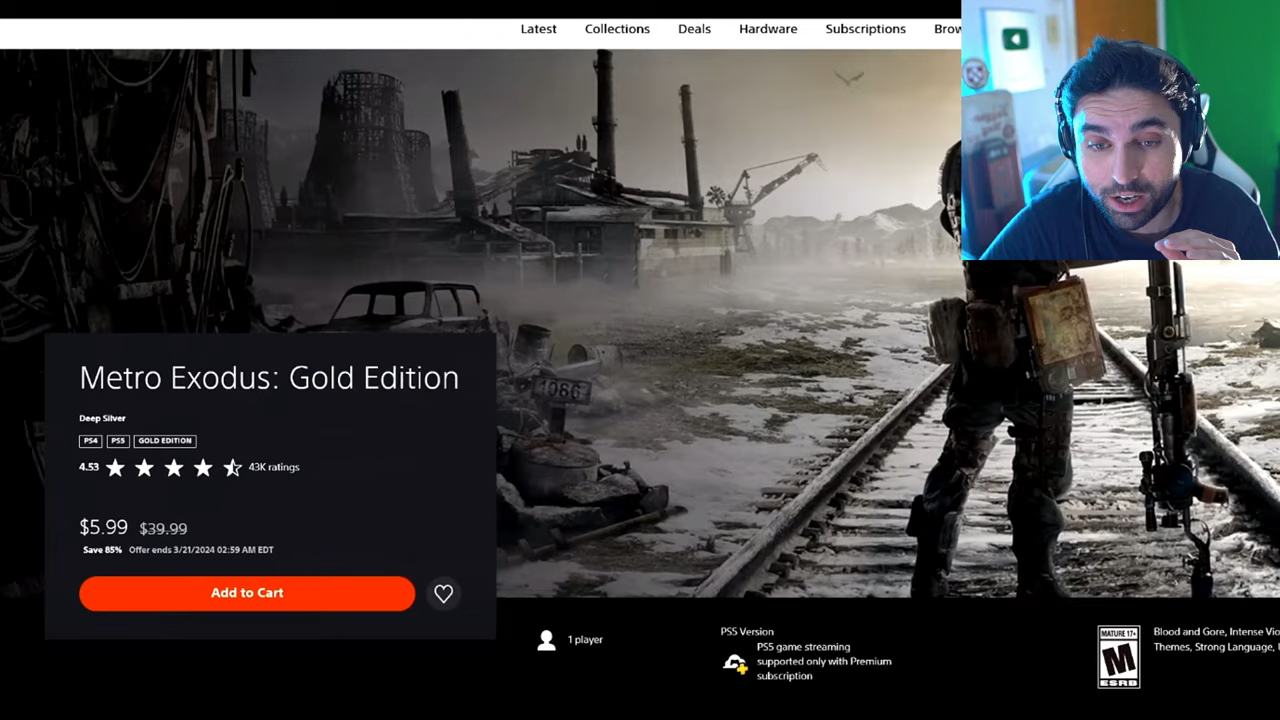 Latest Collections Deals Hardware Subscriptions Brow
Metro Exodus: Gold Edition
Deep Silver
PS4 PS5 GOLD EDITION
4.53 43K ratings
$5.99 $39.99
Save 85% Offer ends 3/21/2024 02:59 AM EDT
Add to Cart
1086
1 player
PS5 Version
PS5 game streaming
supported only with Premium
subscription
MATURE 17+
M
ESRB
Blood and Gore, Intense Vio
Themes, Strong Language,